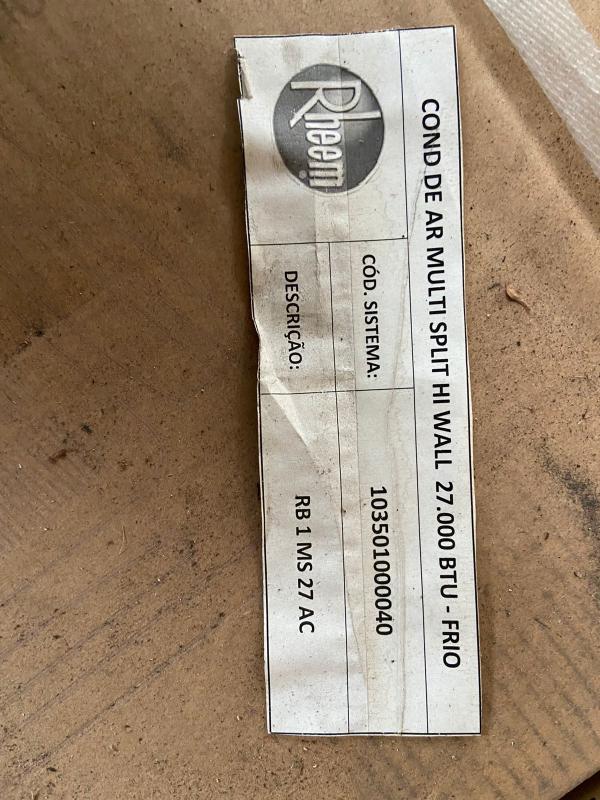 COND DE AR MULTI SPLIT HI WALL 27.000 BTU - FRIO
Rheem
CÓD. SISTEMA: 103501000040
DESCRIÇÃO: RB 1 MS 27 AC